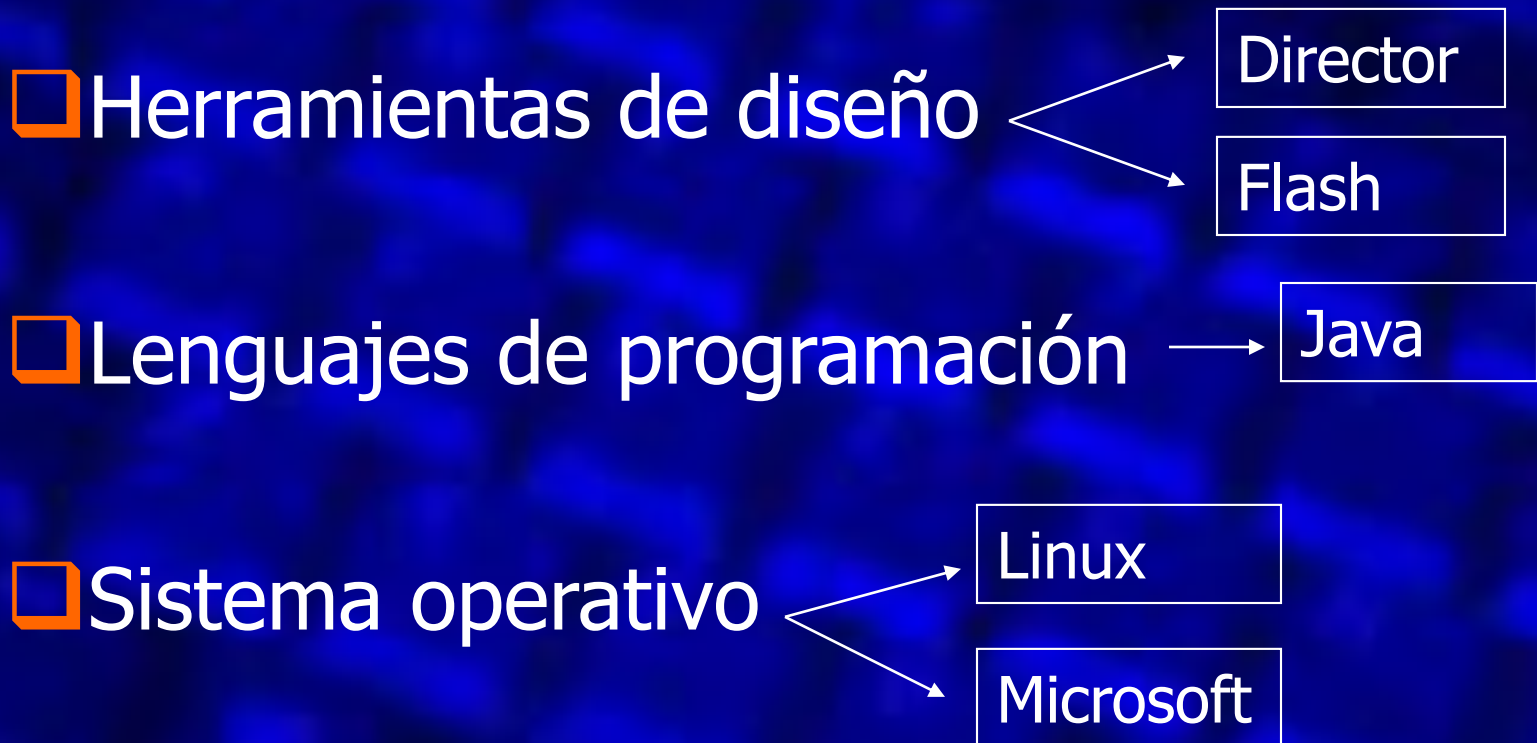 Herramientas de diseño
Director
Flash
Lenguajes de programación
Java
Sistema operativo
Linux
Microsoft